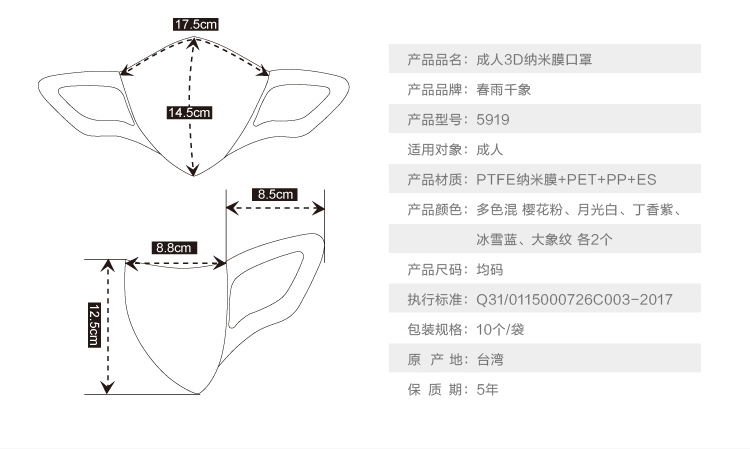 17.5cm
14.5cm
8.5cm
8.8cm
12.5cm
产品品名：成人3D纳米膜口罩
产品品牌：春雨千象
产品型号：5919
适用对象：成人
产品材质：PTFE纳米膜+PET+PP+ES
产品颜色：多色混 樱花粉、月光白、丁香紫、
冰雪蓝、大象纹 各2个
产品尺码：均码
执行标准：Q31/0115000726C003-2017
包装规格：10个/袋
原 产 地：台湾
保 质 期：5年